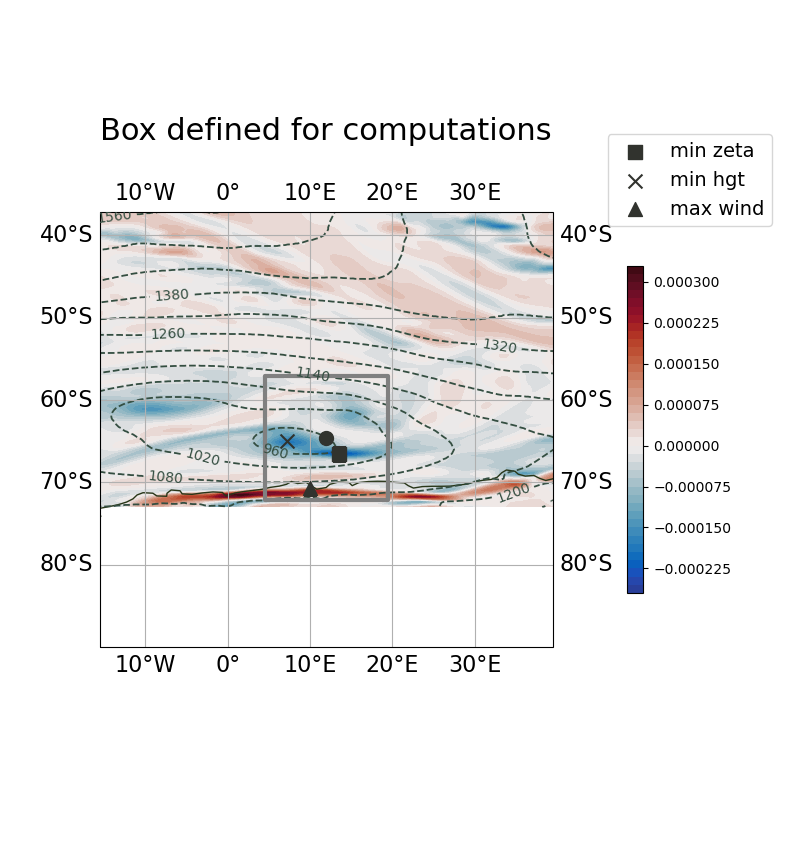 Box defined for computations
min zeta
min hgt
max wind
10°W 0° 10°E 20°E 30°E
1560
40°S 40°S
1380
50°S 50°S
1260
1320
1140
60°S 60°S
960
1020
1080
70°S 70°S
1200
80°S 80°S
10°W 0° 10°E 20°E 30°E
0.000300
0.000225
0.000150
0.000075
0.000000
−0.000075
−0.000150
−0.000225